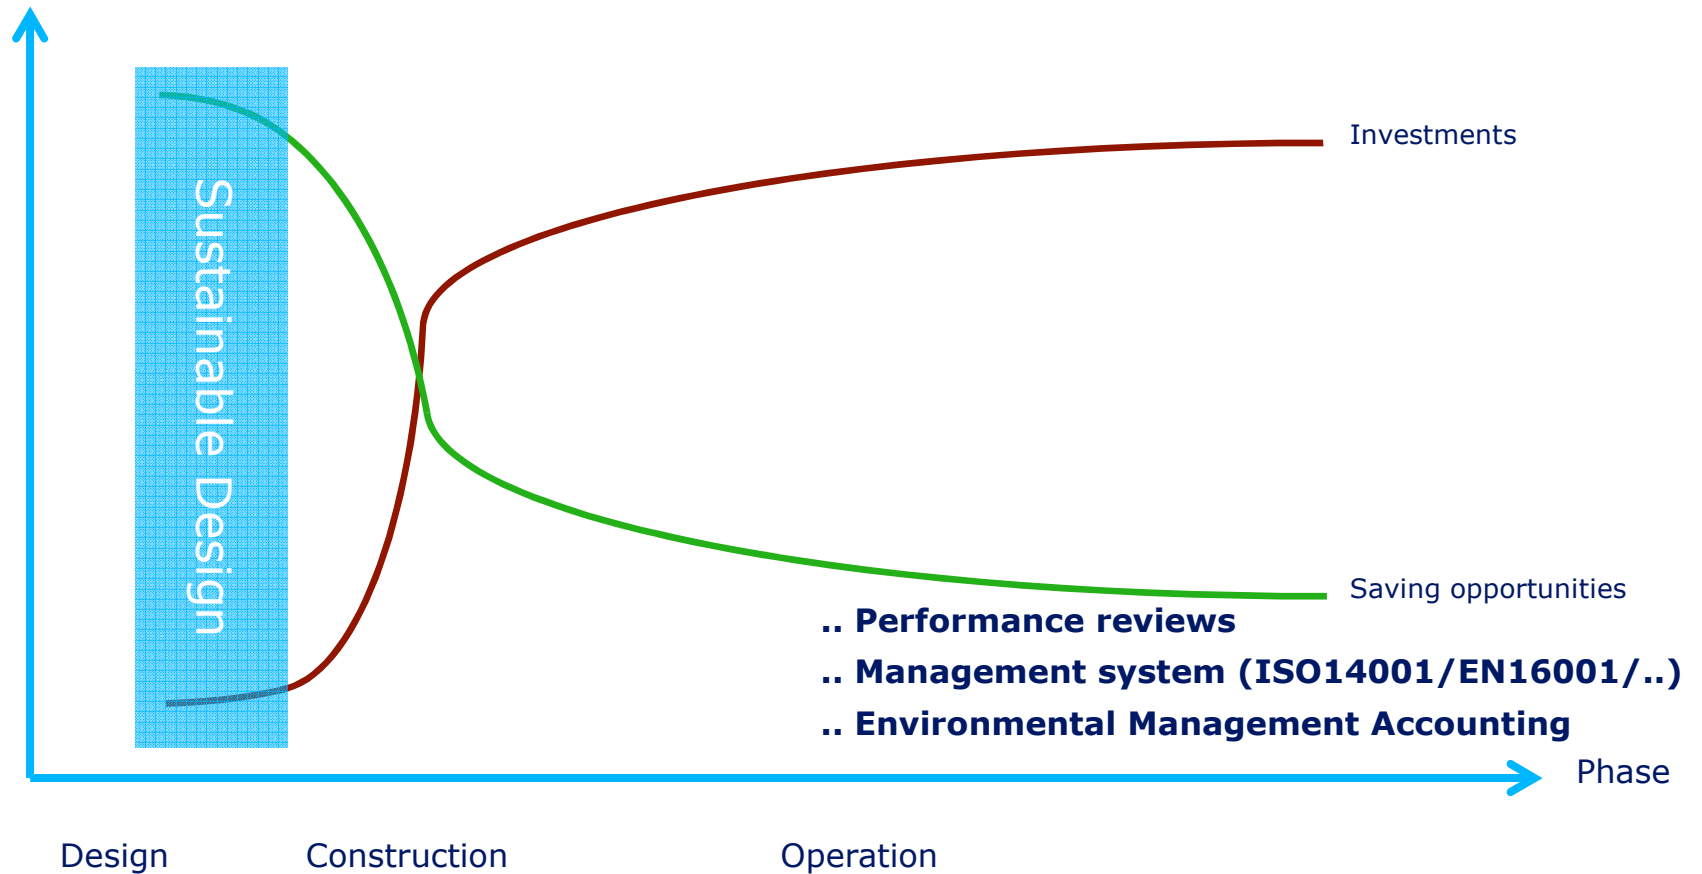 Investments
Sustainable Design
Saving opportunities
.. Performance reviews
.. Management system (ISO14001/EN16001/..)
.. Environmental Management Accounting
Phase
Design
Construction
Operation